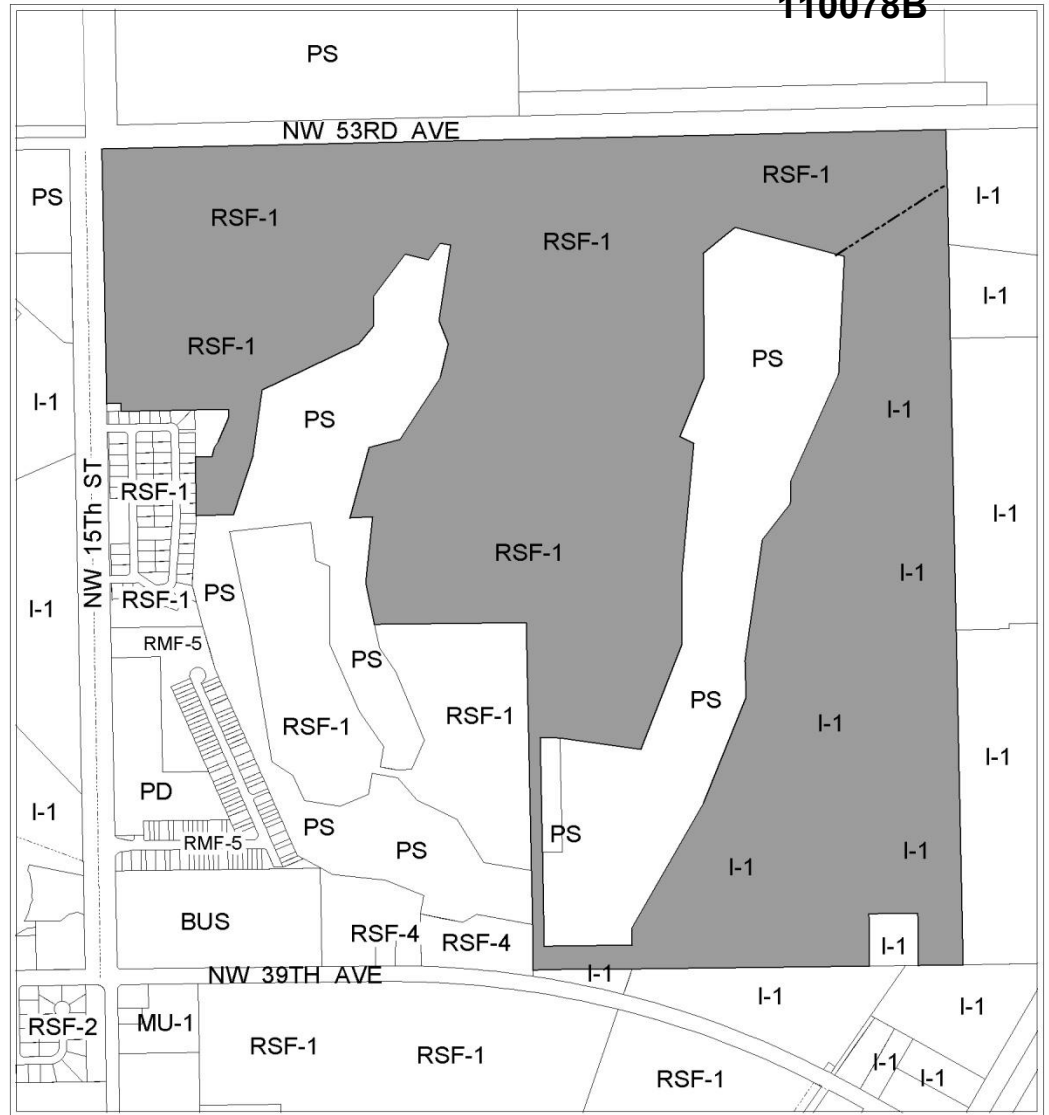 110078B
PS
NW 53RD AVE
RSF-1
PS
I-1
RSF-1
RSF-1
I-1
RSF-1
PS
I-1
I-1
PS
RSF-1
I-1
NW 15Th ST
RSF-1
I-1
I-1
PS
RSF-1
I-1
RMF-5
PS
PS
RSF-1
RSF-1
I-1
I-1
PD
I-1
PS
PS
RMF-5
PS
I-1
I-1
BUS
RSF-4
RSF-4
I-1
NW 39TH AVE
I-1
I-1
I-1
RSF-2
MU-1
RSF-1
RSF-1
I-1
I-1
RSF-1